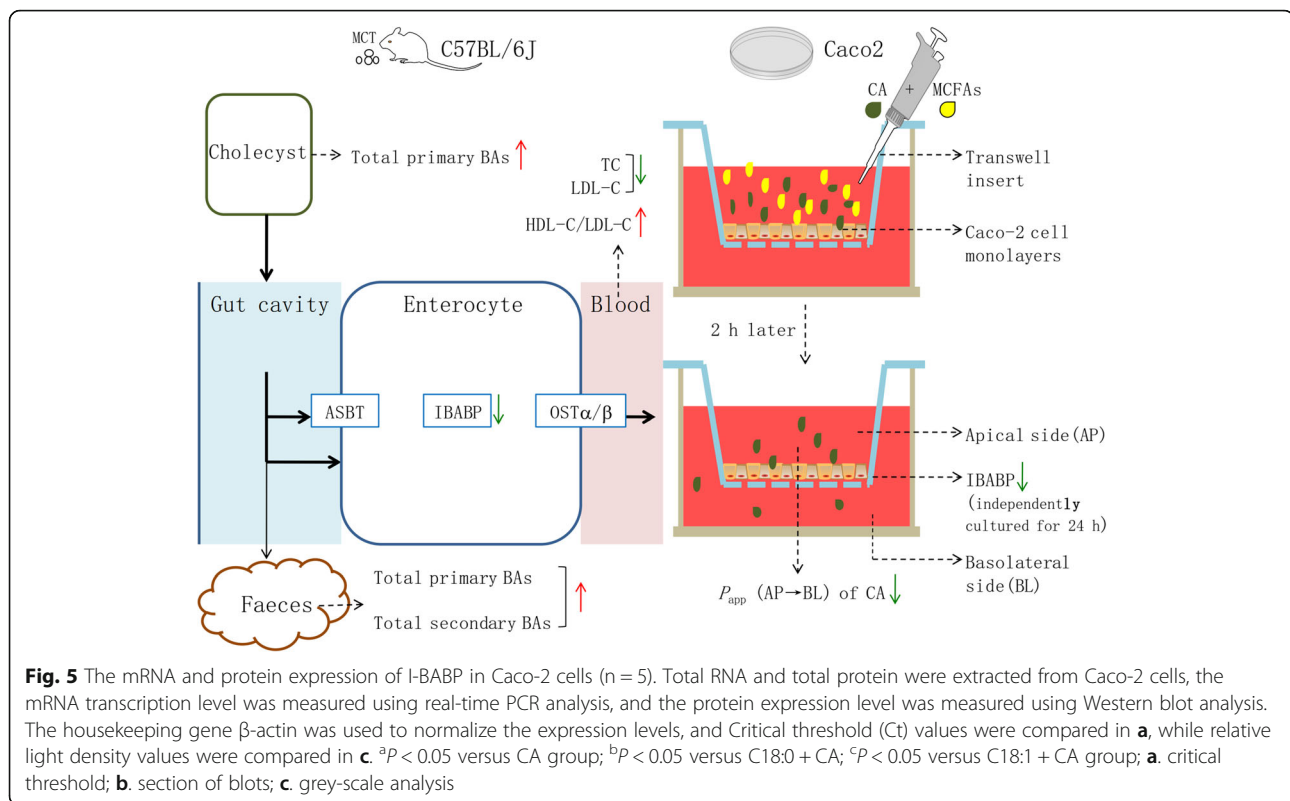 MCT
C57BL/6J
Caco2
CA + MCFAs
Cholecyst
Total primary BAs
TC
LDL-C
HDL-C/LDL-C
Transwell
insert
Caco-2 cell
monolayers
Gut cavity
Enterocyte
Blood
2 h later
ASBT
IBABP
OSTα/β
Apical side(AP)
IBABP
(independently
cultured for 24 h)
Basolateral
side(BL)
Faeces
Total primary BAs
Total secondary BAs
Papp (AP→BL) of CA
Fig. 5 The mRNA and protein expression of I-BABP in Caco-2 cells (n = 5). Total RNA and total protein were extracted from Caco-2 cells, the
mRNA transcription level was measured using real-time PCR analysis, and the protein expression level was measured using Western blot analysis.
The housekeeping gene β-actin was used to normalize the expression levels, and Critical threshold (Ct) values were compared in a, while relative
light density values were compared in c. aP < 0.05 versus CA group; bP < 0.05 versus C18:0 + CA; cP < 0.05 versus C18:1 + CA group; a. critical
threshold; b. section of blots; c. grey-scale analysis